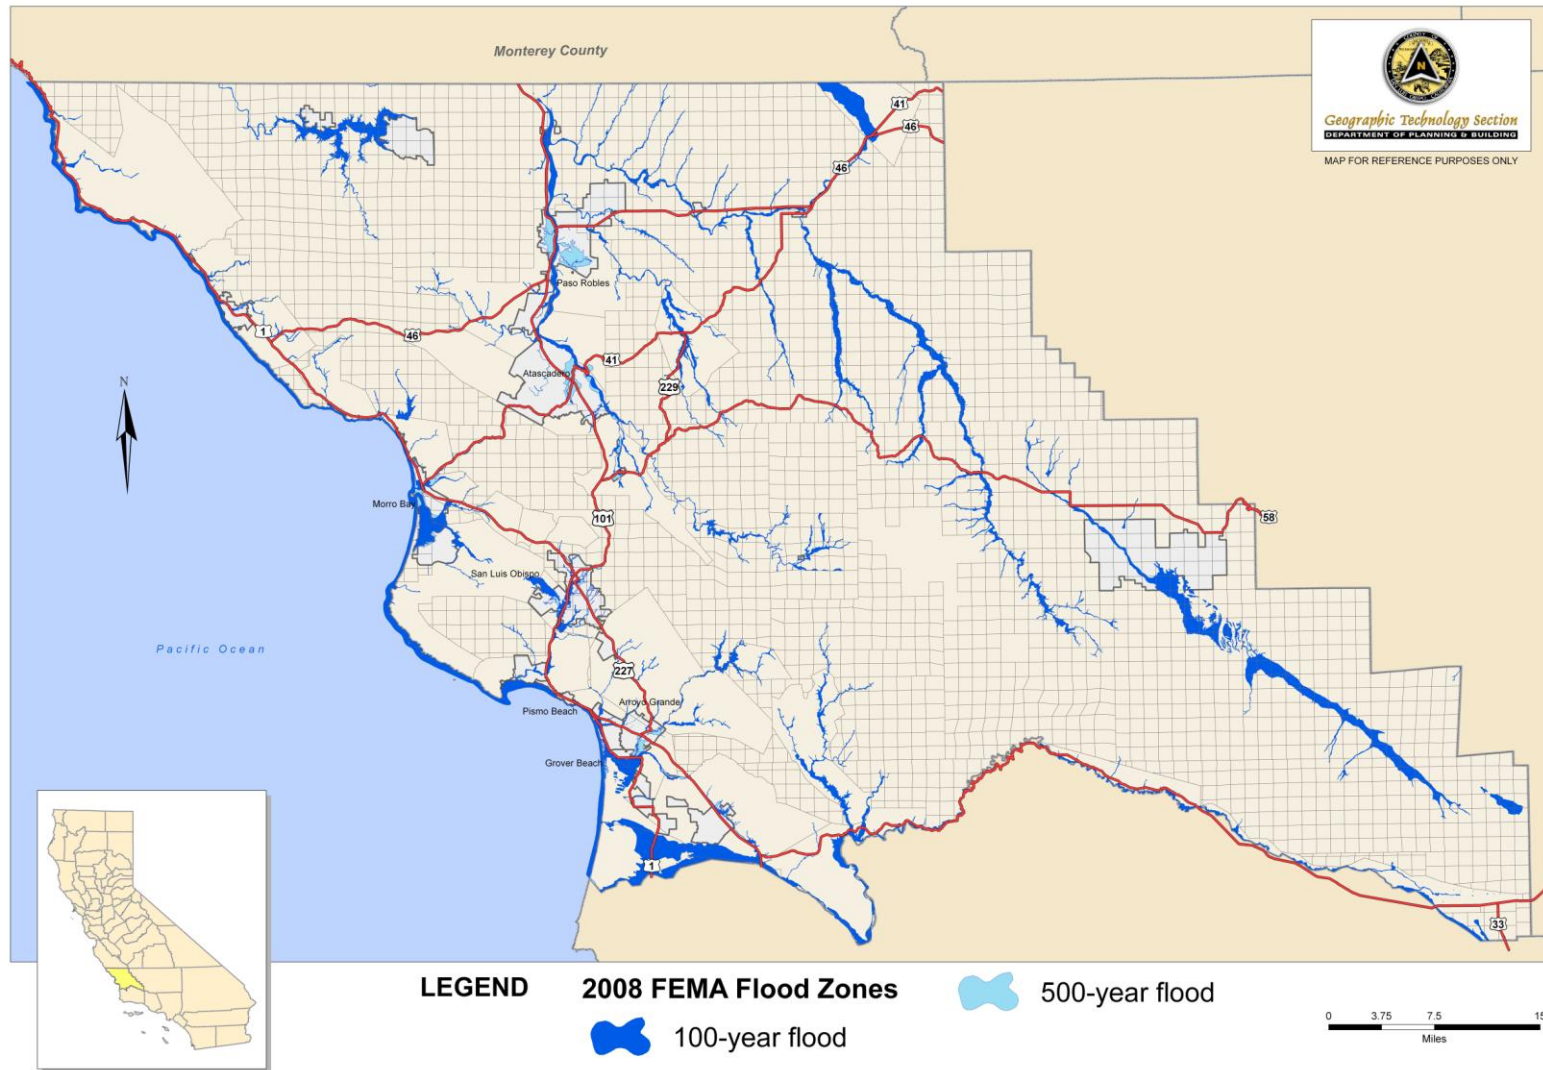 Monterey County
Geographic Technology Section
DEPARTMENT OF PLANNING & BUILDING
MAP FOR REFERENCE PURPOSES ONLY
N
41
46
46
Paso Robles
1
46
41
229
Atascadero
N
Morro Bay
101
58
San Luis Obispo
Pacific Ocean
227
Arroyo Grande
Pismo Beach
Grover Beach
1
33
LEGEND
2008 FEMA Flood Zones
100-year flood
500-year flood
0 3.75 7.5 15
Miles